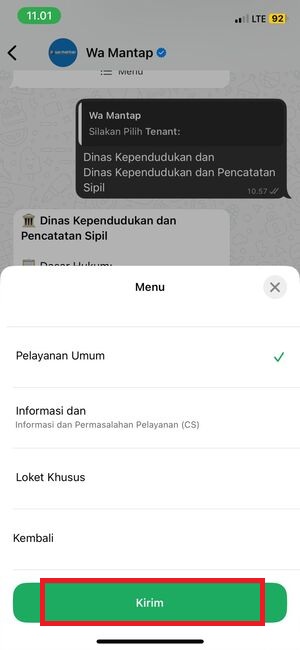 11.01
LTE 92
Wa Mantap
Menu
Wa Mantap
Silakan Pilih Tenant:
Dinas Kependudukan dan
Dinas Kependudukan dan Pencatatan
Sipil
10.57
Dinas Kependudukan dan
Pencatatan Sipil
Dasar Hukum:
Menu
Pelayanan Umum
Informasi dan
Informasi dan Permasalahan Pelayanan (CS)
Loket Khusus
Kembali
Kirim